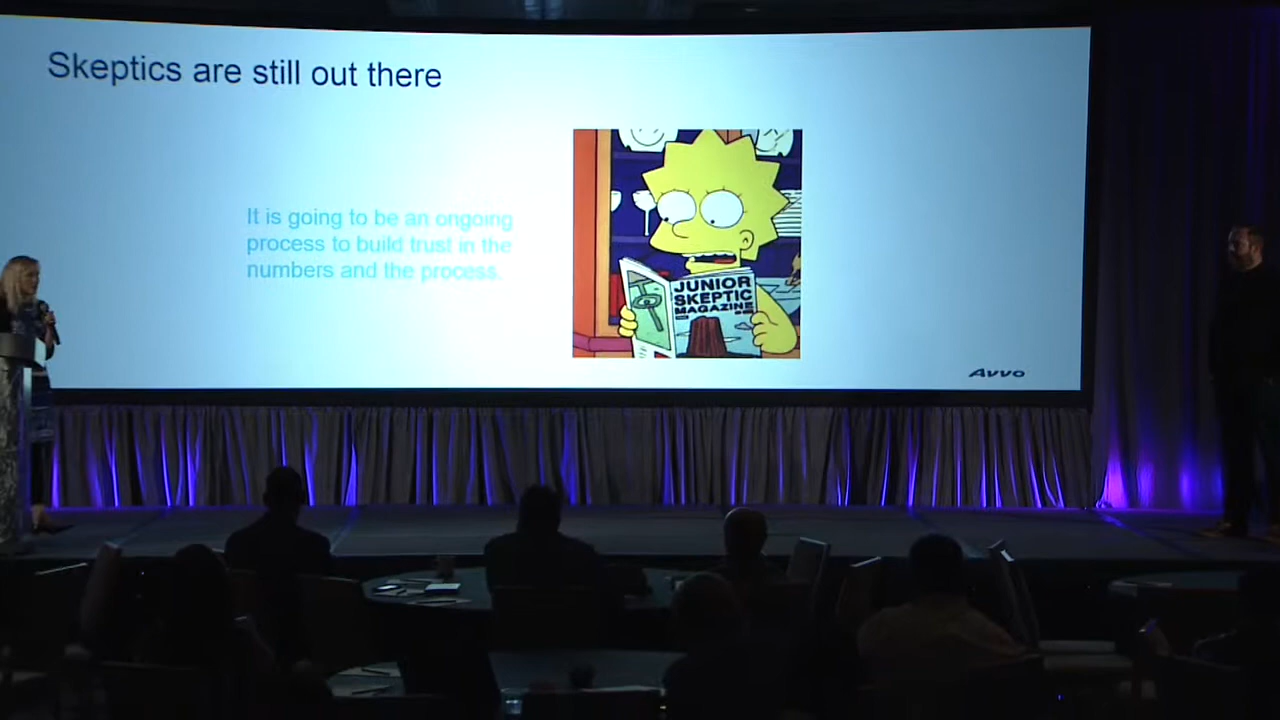 Skeptics are still out there
It is going to be an ongoing
process to build trust in the
numbers and the process.
JUNIOR
SKEPTIC
MAGAZINE
Avvo